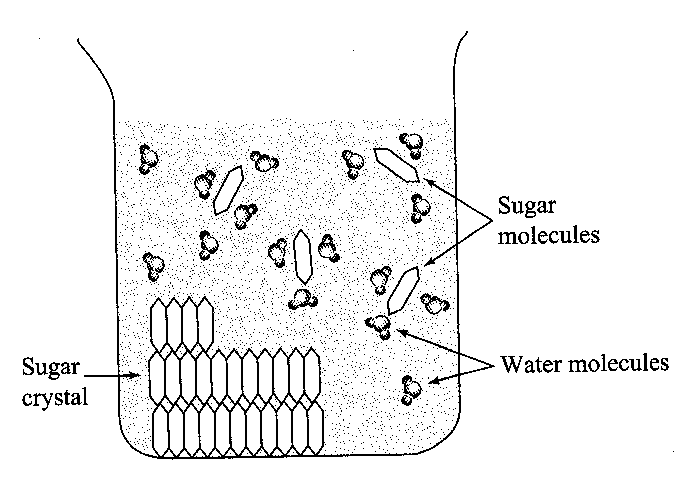 Sugar
molecules
Sugar
crystal
Water molecules